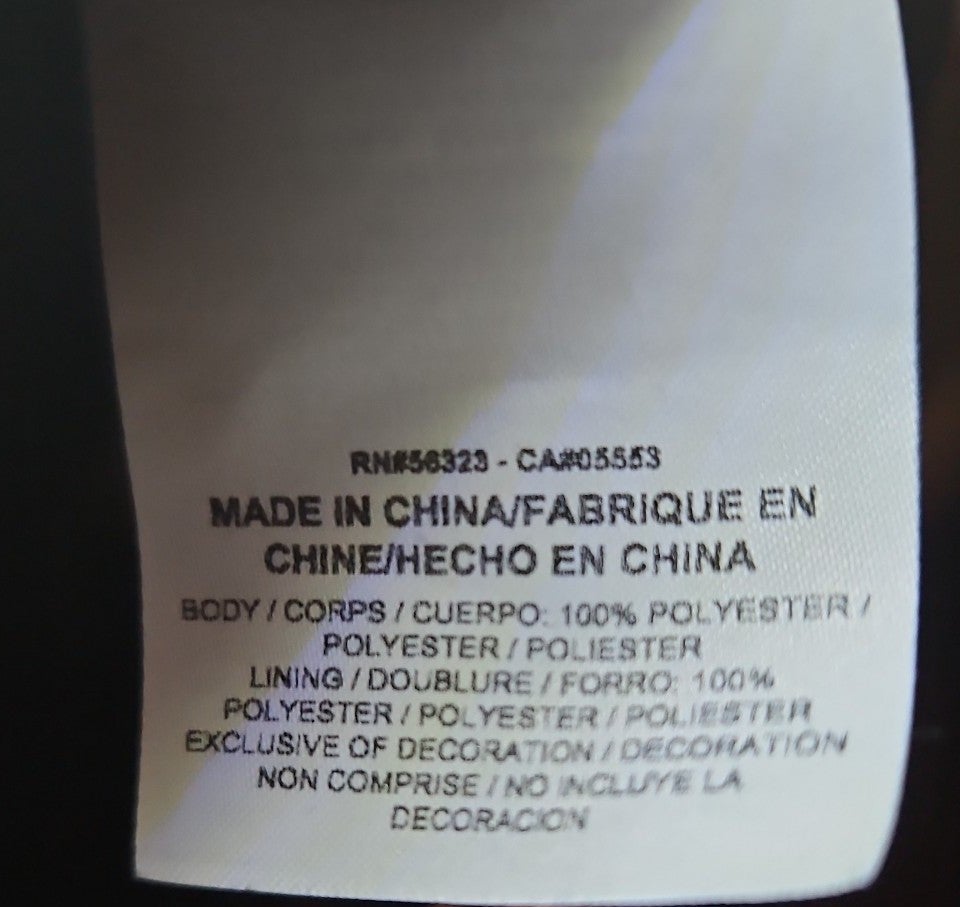 RN#56323 - CA#05553
MADE IN CHINA/FABRIQUE EN
CHINE/HECHO EN CHINA
BODY / CORPS / CUERPO: 100% POLYESTER /
POLYESTER / POLIESTER
LINING / DOUBLURE / FORRO: 100%
POLYESTER / POLYESTER / POLIESTER
EXCLUSIVE OF DECORATION / DECORATION
NON COMPRISE / NO INCLUYE LA
DECORACION